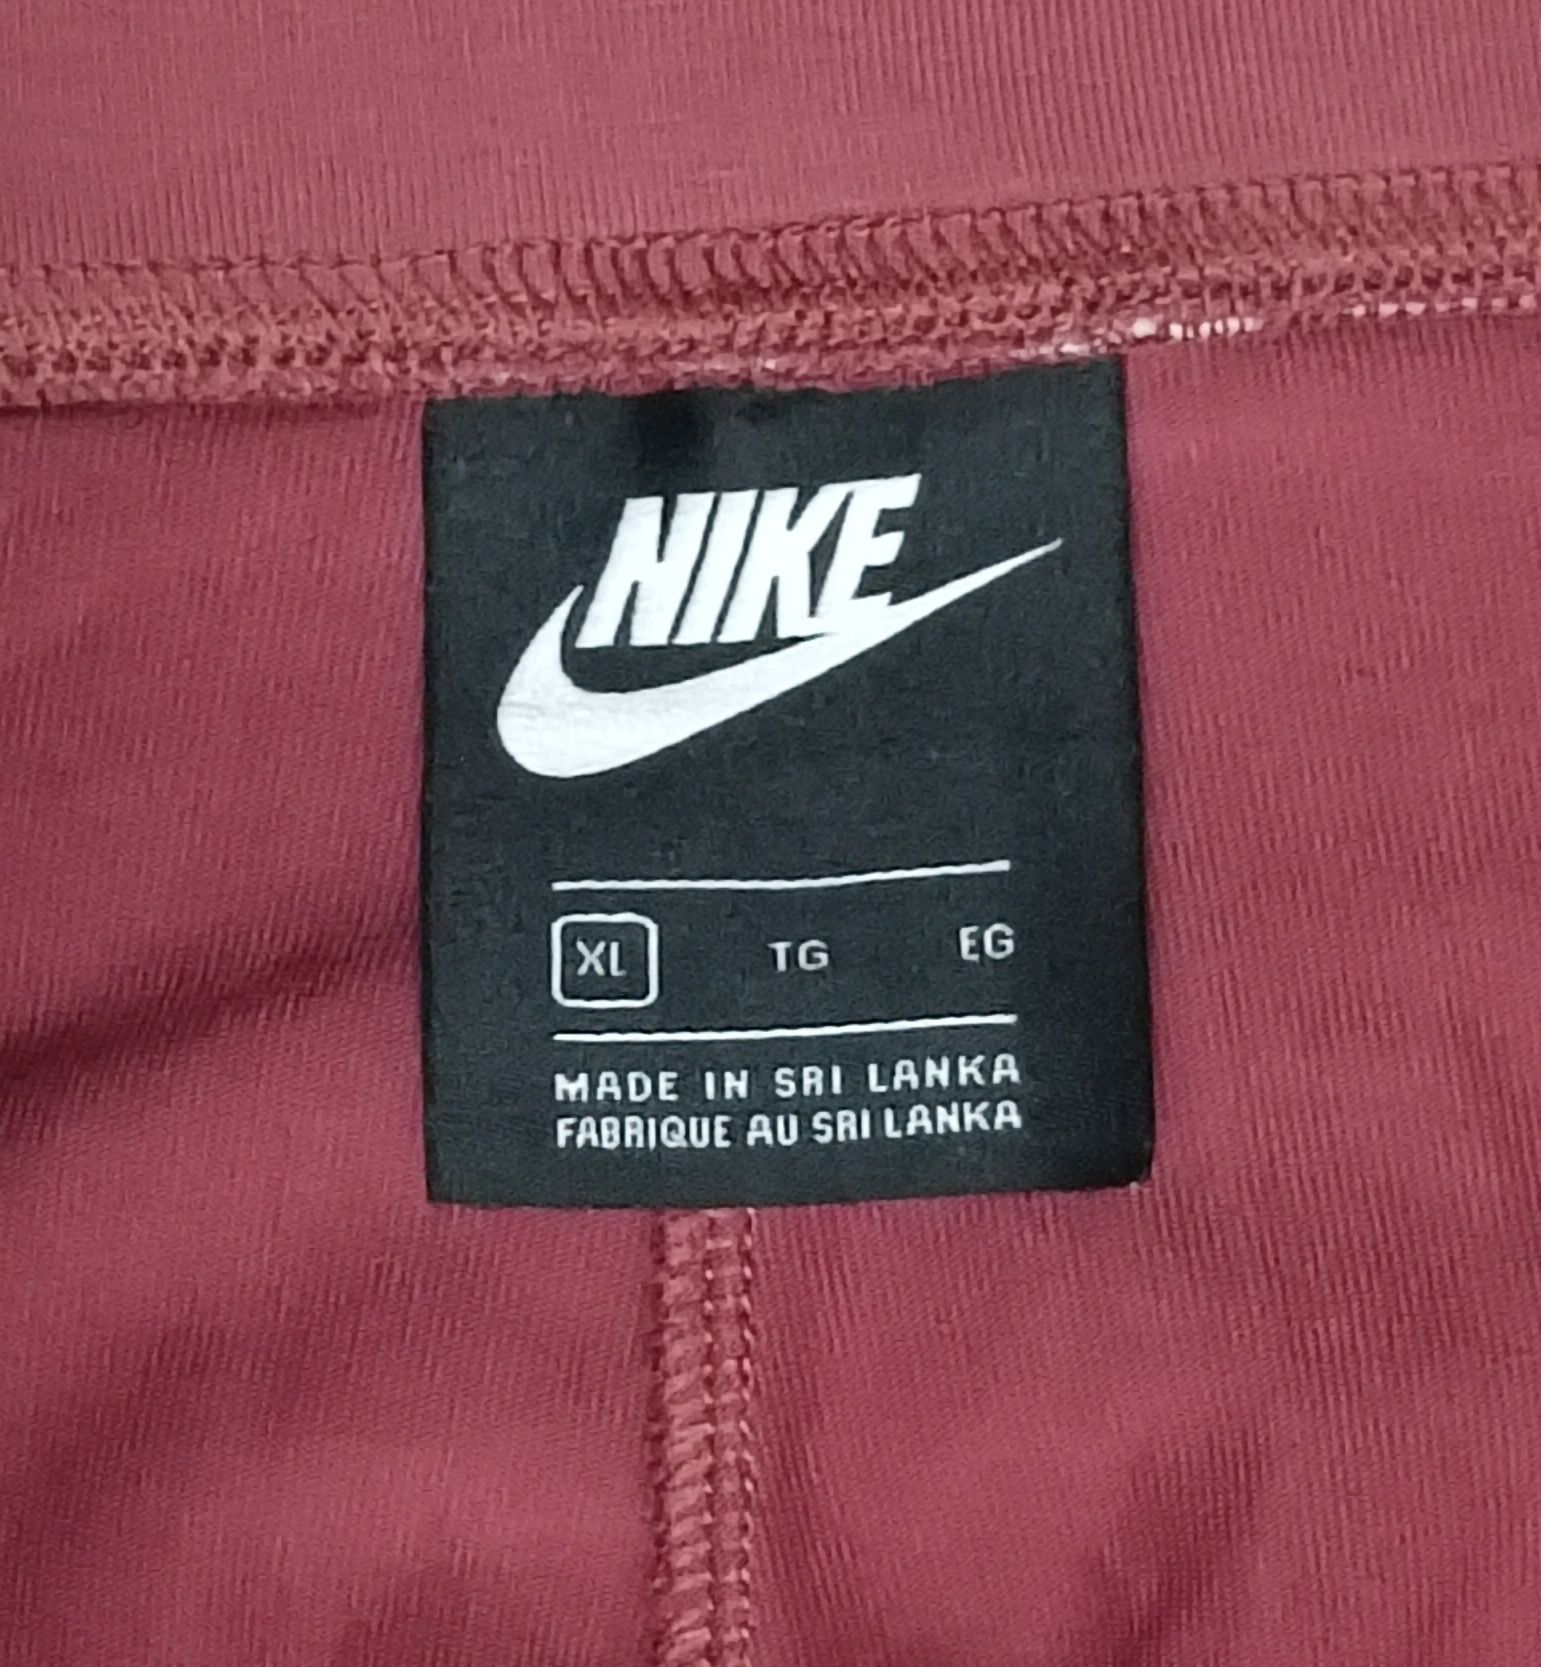 NIKE
XL TG EG
MADE IN SRI LANKA
FABRIQUE AU SRI LANKA